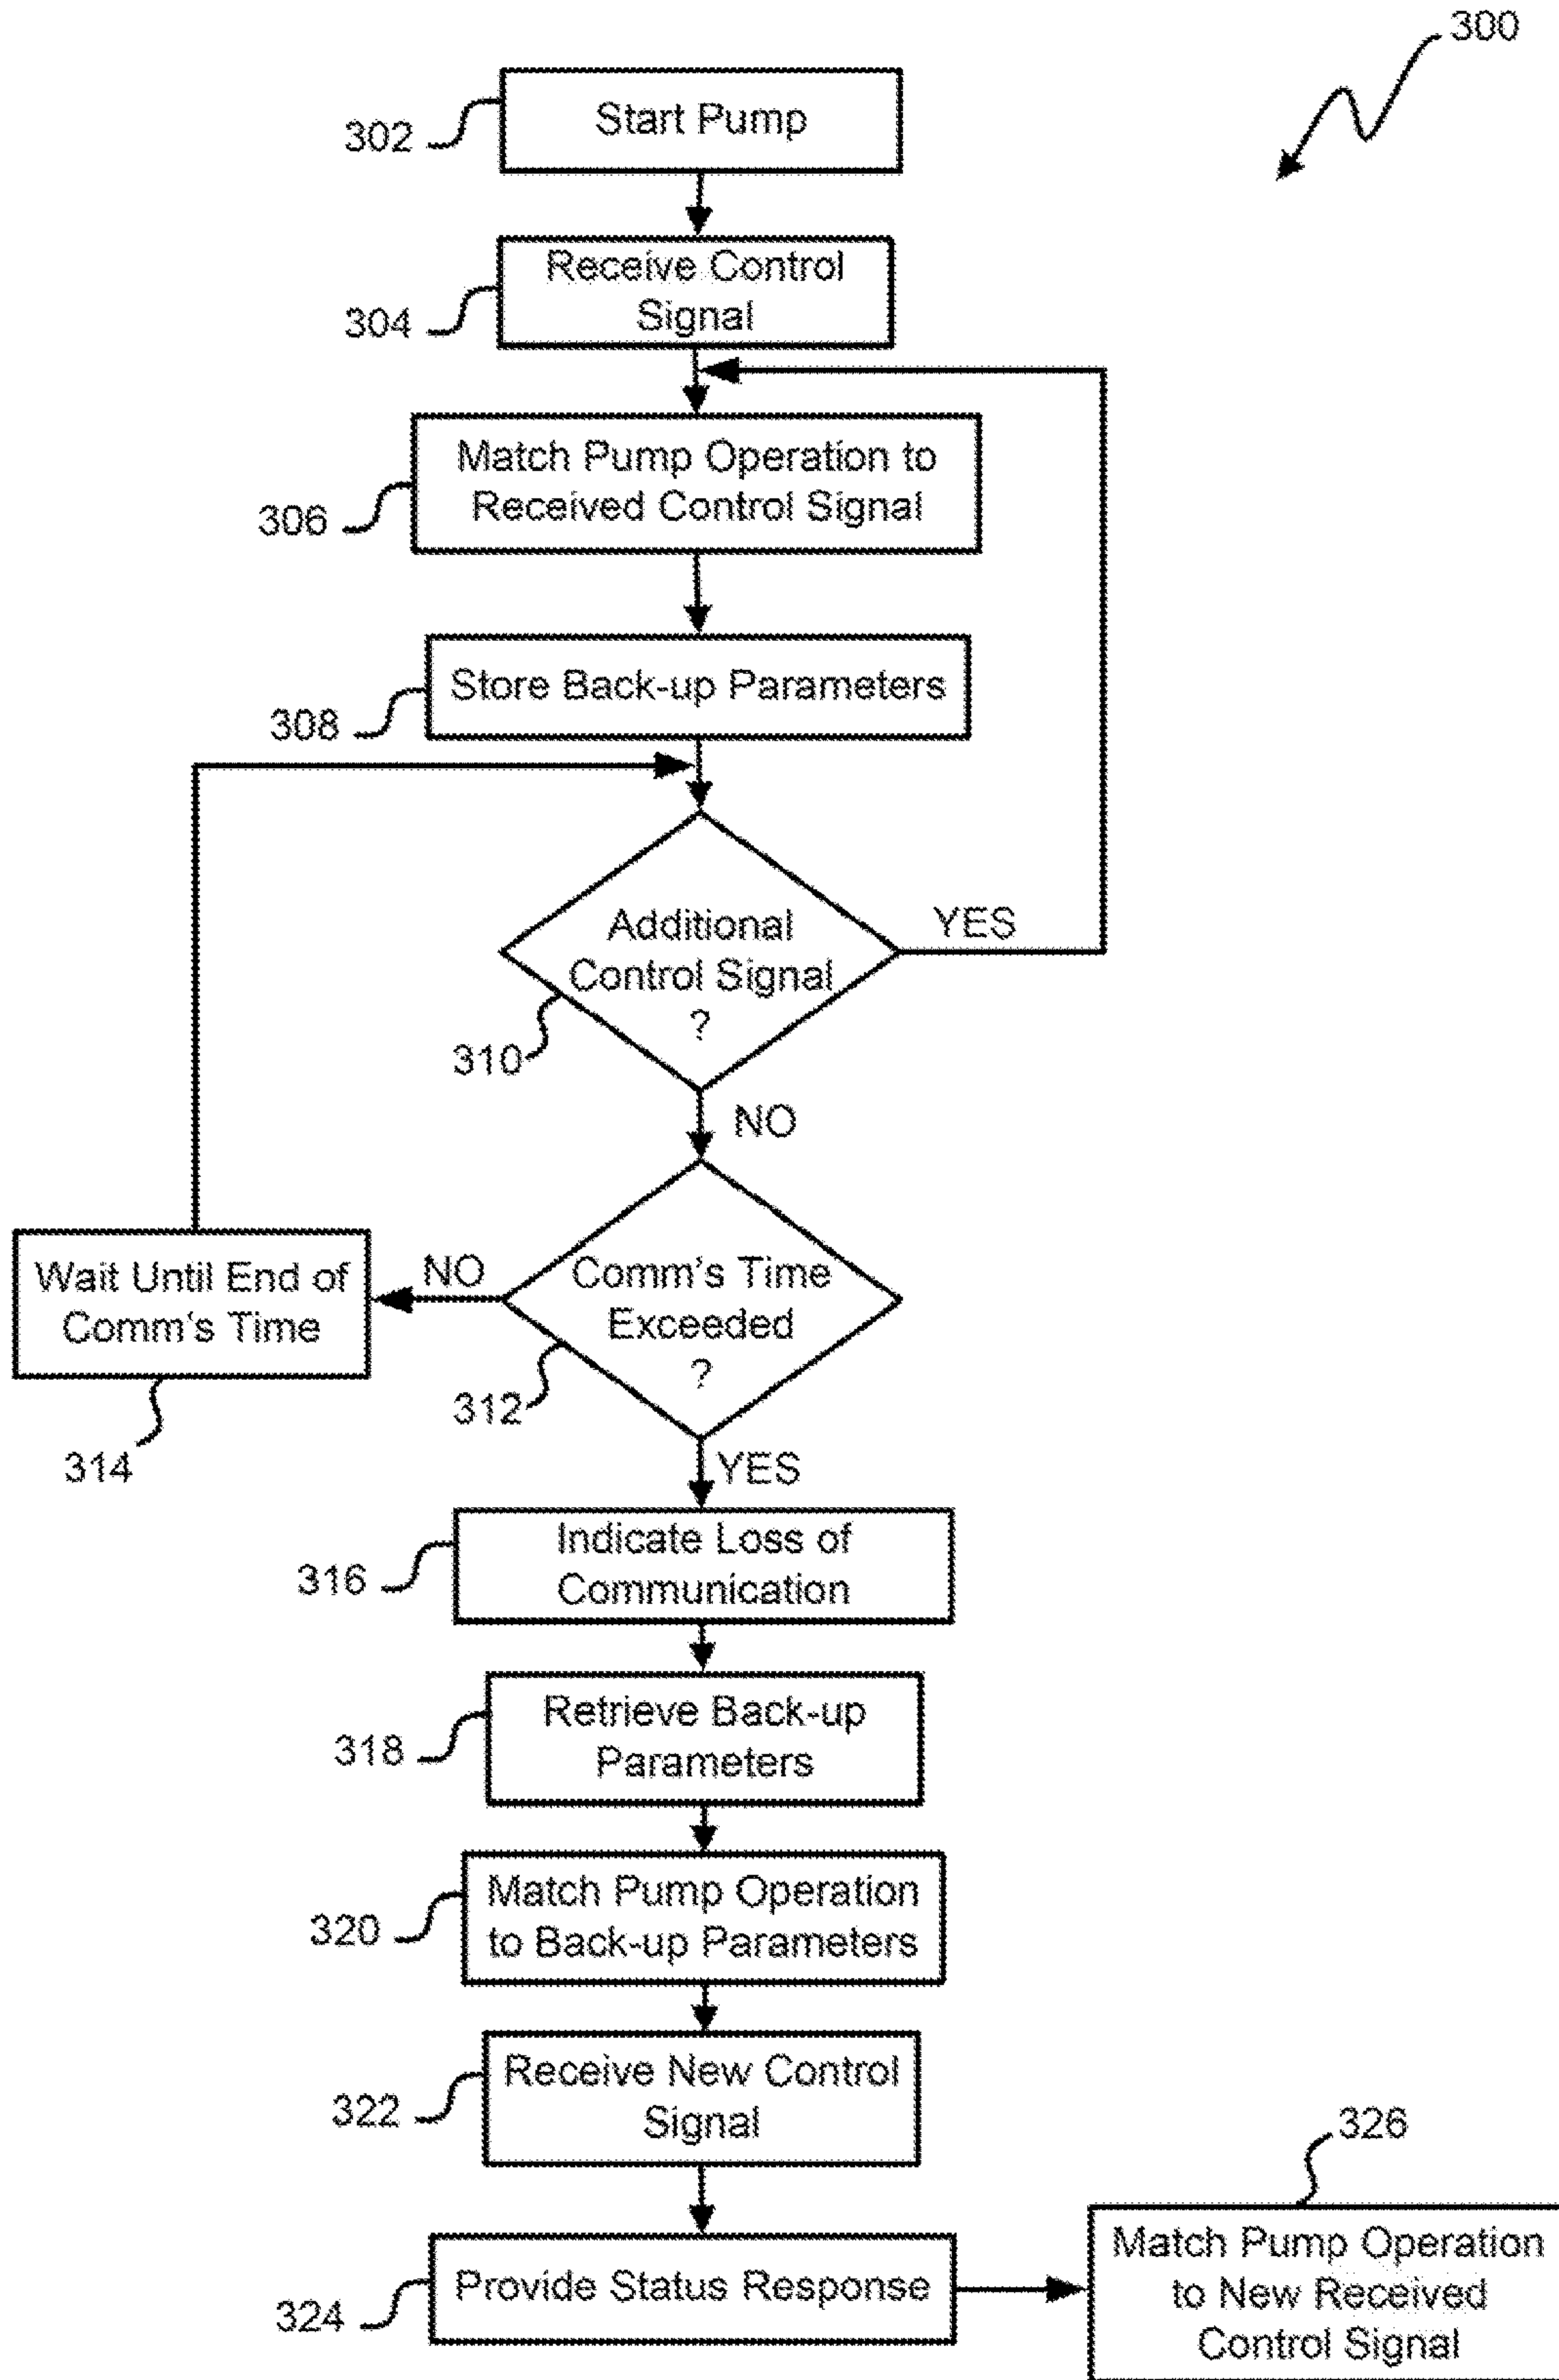 300
Start Pump
302
Receive Control
Signal
304
Match Pump Operation to
Received Control Signal
306
Store Back-up Parameters
308
Additional
Control Signal
?
YES
310
NO
Wait Until End of
Comm's Time
NO
Comm's Time
Exceeded
?
312
314
YES
Indicate Loss of
Communication
316
Retrieve Back-up
Parameters
318
Match Pump Operation
to Back-up Parameters
320
Receive New Control
Signal
322
326
Provide Status Response
324
Match Pump Operation
to New Received
Control Signal